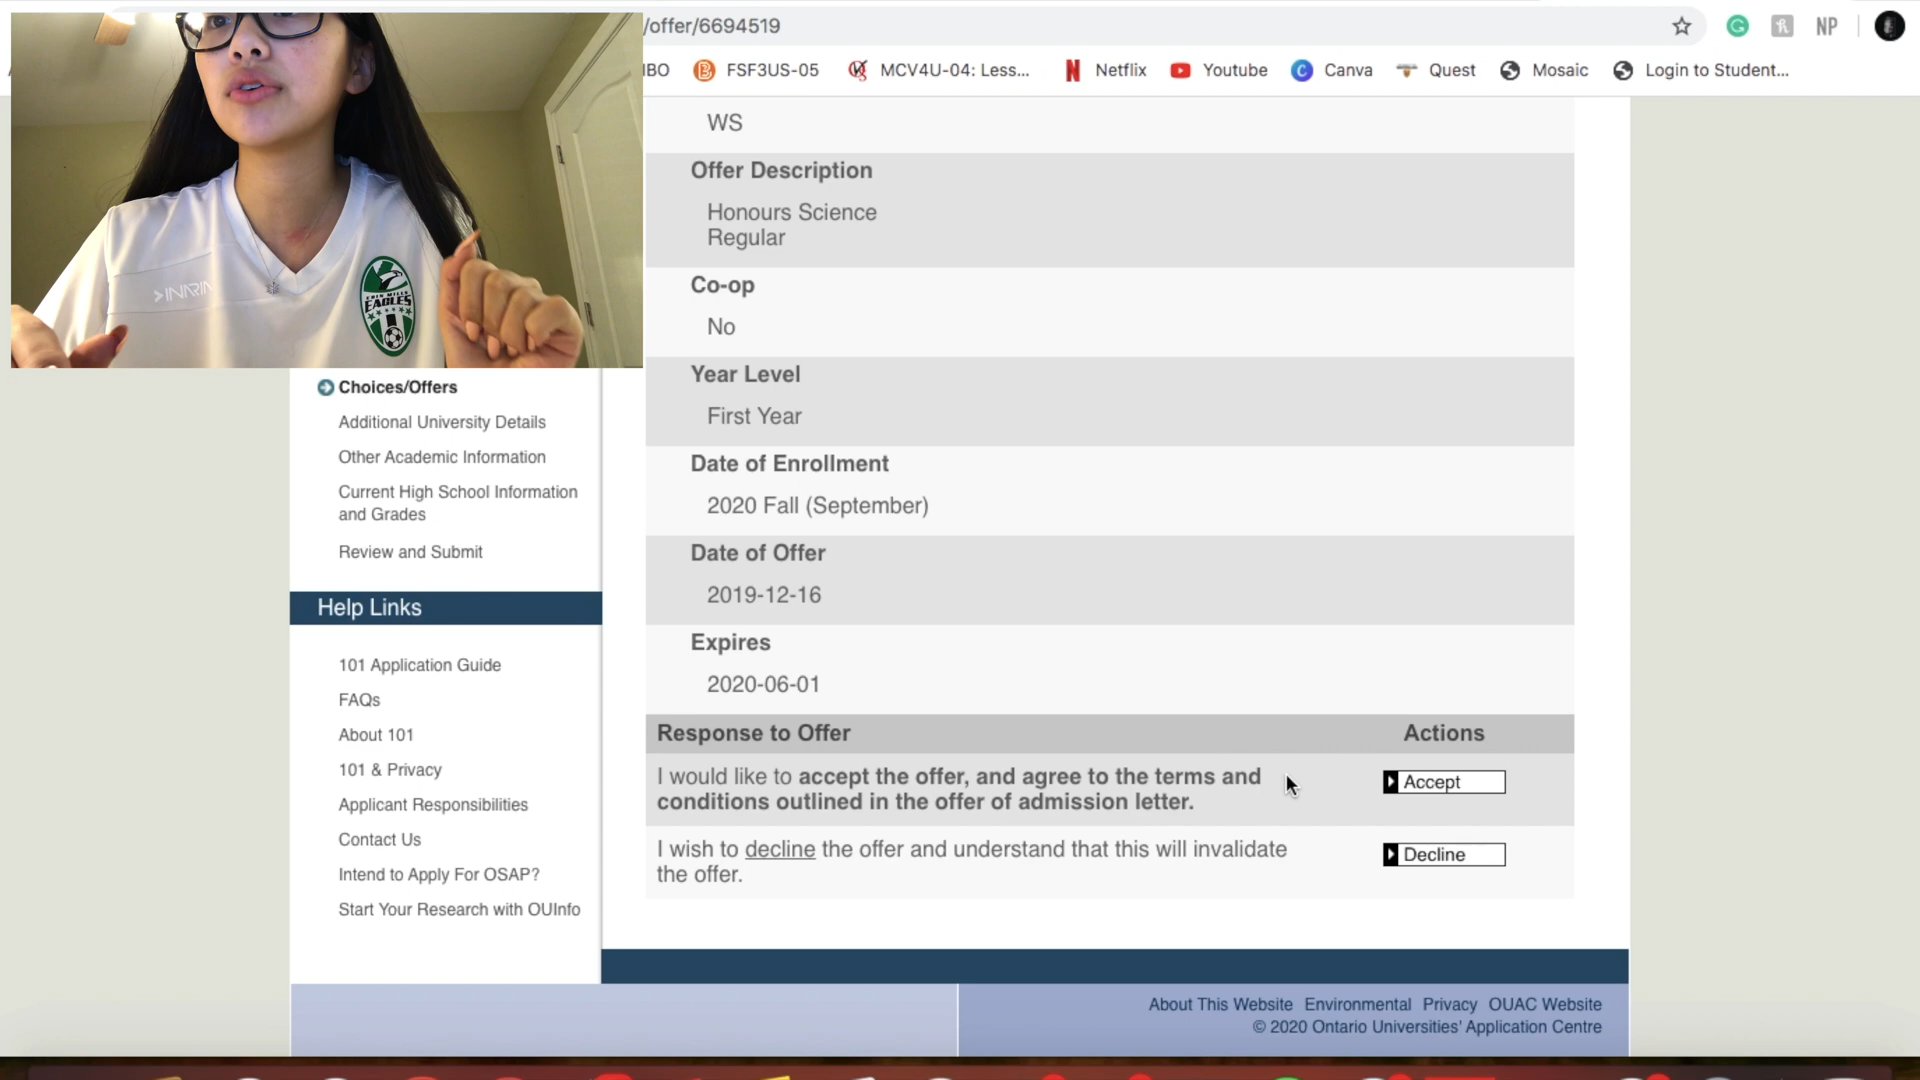 /offer/6694519
NP
IBO
FSF3US-05
MCV4U-04: Less...
Netflix
Youtube
Canva
Quest
Mosaic
Login to Student...
WS
Offer Description
Honours Science
Regular
Co-op
No
Year Level
First Year
Date of Enrollment
2020 Fall (September)
Date of Offer
2019-12-16
Expires
2020-06-01
Response to Offer
Actions
I would like to accept the offer, and agree to the terms and
conditions outlined in the offer of admission letter.
Accept
I wish to decline the offer and understand that this will invalidate
the offer.
Decline
INARIA
ERIN MILLS
EAGLES
Choices/Offers
Additional University Details
Other Academic Information
Current High School Information
and Grades
Review and Submit
Help Links
101 Application Guide
FAQs
About 101
101 & Privacy
Applicant Responsibilities
Contact Us
Intend to Apply For OSAP?
Start Your Research with OUInfo
About This Website Environmental Privacy OUAC Website
© 2020 Ontario Universities' Application Centre